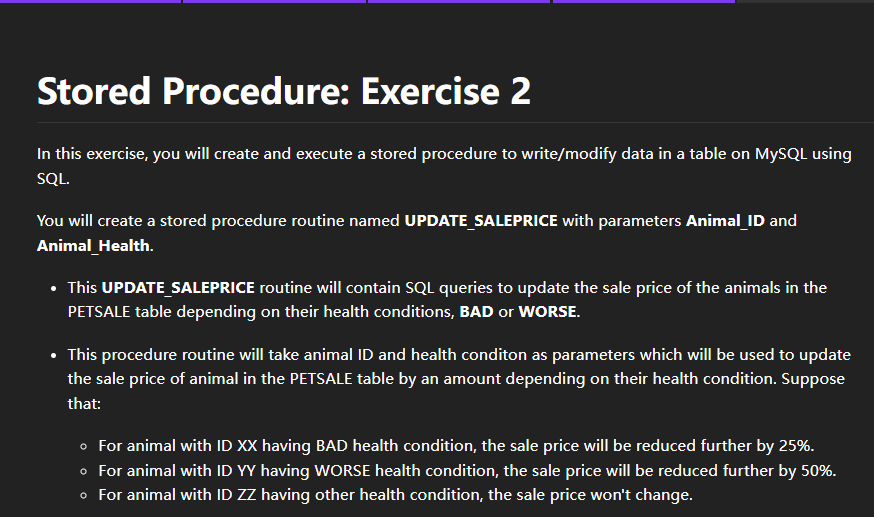 Stored Procedure: Exercise 2
In this exercise, you will create and execute a stored procedure to write/modify data in a table on MySQL using
SQL.
You will create a stored procedure routine named UPDATE_SALEPRICE with parameters Animal_ID and
Animal_Health.
• This UPDATE_SALEPRICE routine will contain SQL queries to update the sale price of the animals in the
PETSALE table depending on their health conditions, BAD or WORSE.
• This procedure routine will take animal ID and health conditon as parameters which will be used to update
the sale price of animal in the PETSALE table by an amount depending on their health condition. Suppose
that:
◦ For animal with ID XX having BAD health condition, the sale price will be reduced further by 25%.
◦ For animal with ID YY having WORSE health condition, the sale price will be reduced further by 50%.
◦ For animal with ID ZZ having other health condition, the sale price won't change.